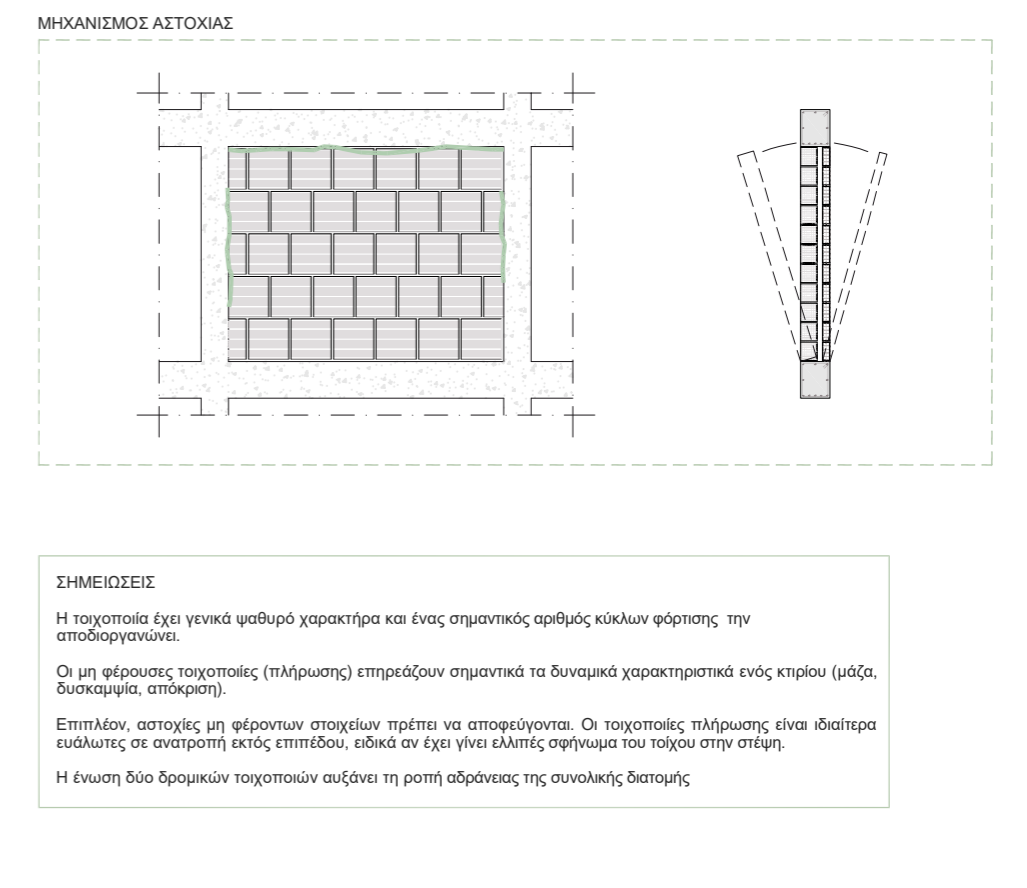 ΜΗΧΑΝΙΣΜΟΣ ΑΣΤΟΧΙΑΣ
ΣΗΜΕΙΩΣΕΙΣ
Η τοιχοποιία έχει γενικά ψαθυρό χαρακτήρα και ένας σημαντικός αριθμός κύκλων φόρτισης την
αποδιοργανώνει.
Οι μη φέρουσες τοιχοποιίες (πλήρωσης) επηρεάζουν σημαντικά τα δυναμικά χαρακτηριστικά ενός κτιρίου (μάζα,
δυσκαμψία, απόκριση).
Επιπλέον, αστοχίες μη φέροντων στοιχείων πρέπει να αποφεύγονται. Οι τοιχοποιίες πλήρωσης είναι ιδιαίτερα
ευάλωτες σε ανατροπή εκτός επιπέδου, ειδικά αν έχει γίνει ελλιπές σφήνωμα του τοίχου στην στέψη.
Η ένωση δύο δρομικών τοιχοποιών αυξάνει τη ροπή αδράνειας της συνολικής διατομής